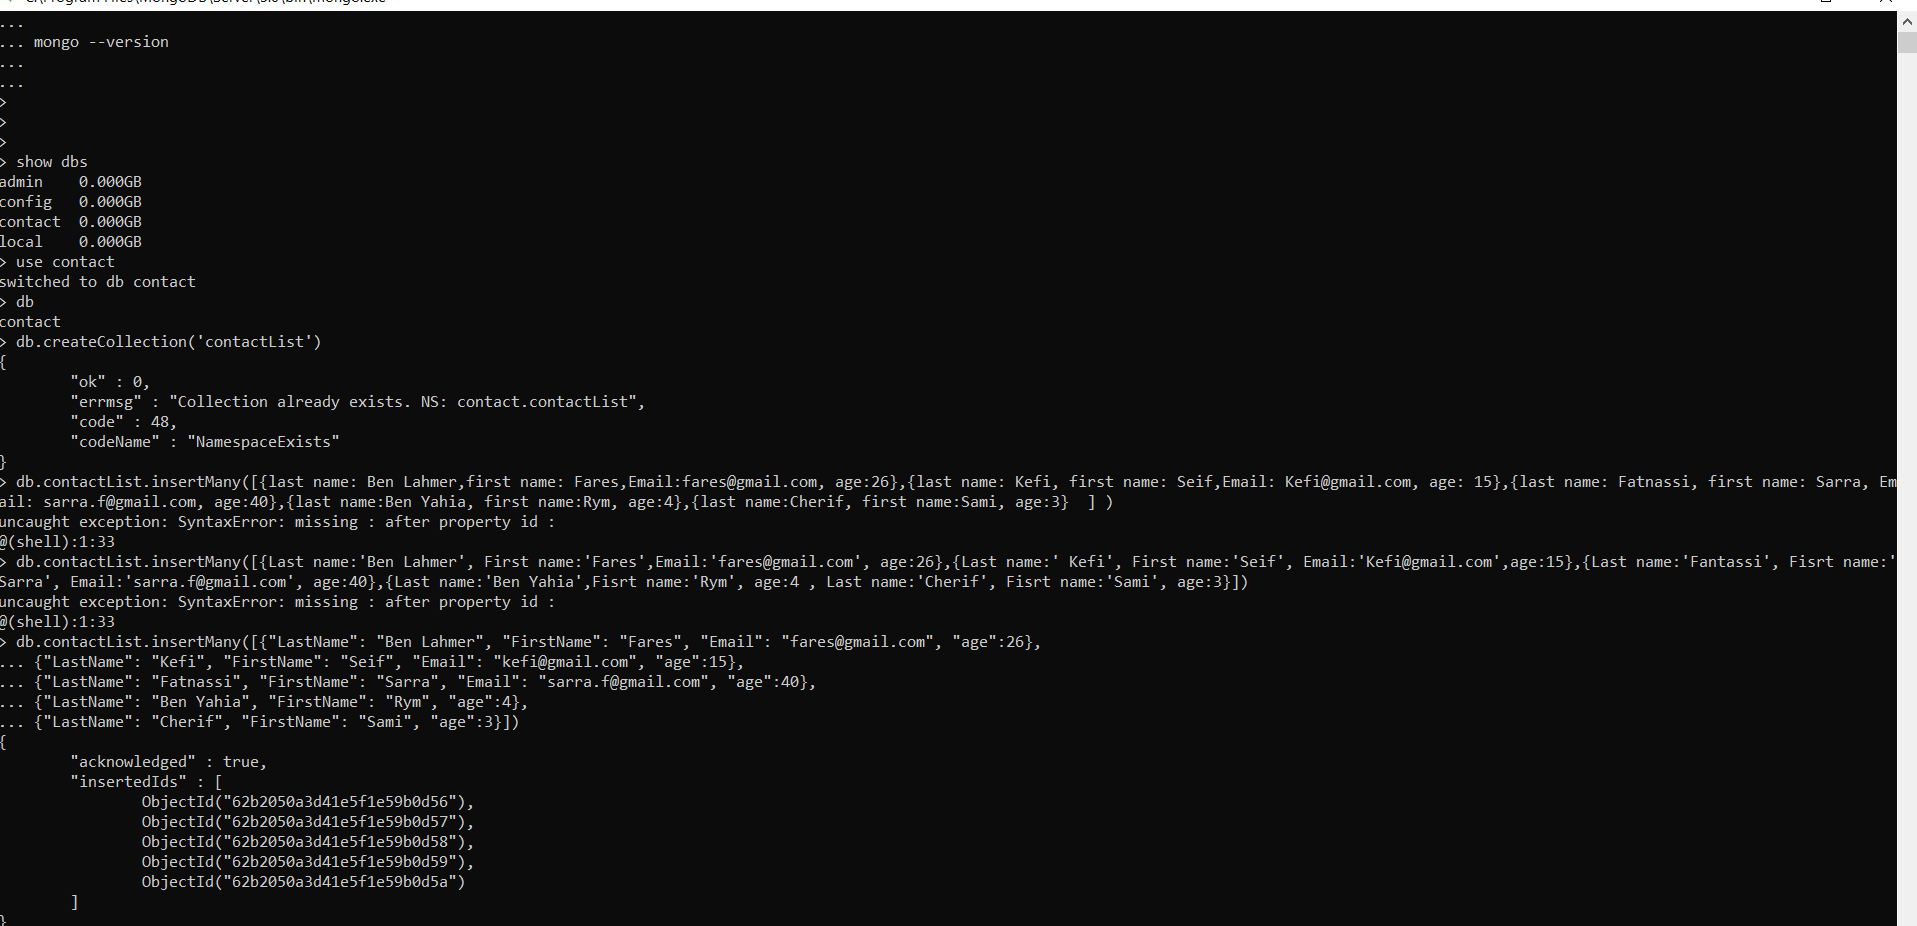 ...
... mongo --version
...
...
>
>
>
> show dbs
admin    0.000GB
config   0.000GB
contact  0.000GB
local    0.000GB
> use contact
switched to db contact
> db
contact
> db.createCollection('contactList')
{
        "ok" : 0,
        "errmsg" : "Collection already exists. NS: contact.contactList",
        "code" : 48,
        "codeName" : "NamespaceExists"
}
> db.contactList.insertMany([{last name: Ben Lahmer,first name: Fares,Email:fares@gmail.com, age:26},{last name: Kefi, first name: Seif,Email: Kefi@gmail.com, age: 15},{last name: Fatnassi, first name: Sarra, Em
ail: sarra.f@gmail.com, age:40},{last name:Ben Yahia, first name:Rym, age:4},{last name:Cherif, first name:Sami, age:3}  ] )
uncaught exception: SyntaxError: missing : after property id :
@(shell):1:33
> db.contactList.insertMany([{Last name:'Ben Lahmer', First name:'Fares',Email:'fares@gmail.com', age:26},{Last name:' Kefi', First name:'Seif', Email:'Kefi@gmail.com',age:15},{Last name:'Fantassi', Fisrt name:'
Sarra', Email:'sarra.f@gmail.com', age:40},{Last name:'Ben Yahia',Fisrt name:'Rym', age:4 , Last name:'Cherif', Fisrt name:'Sami', age:3}])
uncaught exception: SyntaxError: missing : after property id :
@(shell):1:33
> db.contactList.insertMany([{"LastName": "Ben Lahmer", "FirstName": "Fares", "Email": "fares@gmail.com", "age":26},
... {"LastName": "Kefi", "FirstName": "Seif", "Email": "kefi@gmail.com", "age":15},
... {"LastName": "Fatnassi", "FirstName": "Sarra", "Email": "sarra.f@gmail.com", "age":40},
... {"LastName": "Ben Yahia", "FirstName": "Rym", "age":4},
... {"LastName": "Cherif", "FirstName": "Sami", "age":3}])
{
        "acknowledged" : true,
        "insertedIds" : [
                ObjectId("62b2050a3d41e5f1e59b0d56"),
                ObjectId("62b2050a3d41e5f1e59b0d57"),
                ObjectId("62b2050a3d41e5f1e59b0d58"),
                ObjectId("62b2050a3d41e5f1e59b0d59"),
                ObjectId("62b2050a3d41e5f1e59b0d5a")
        ]
}